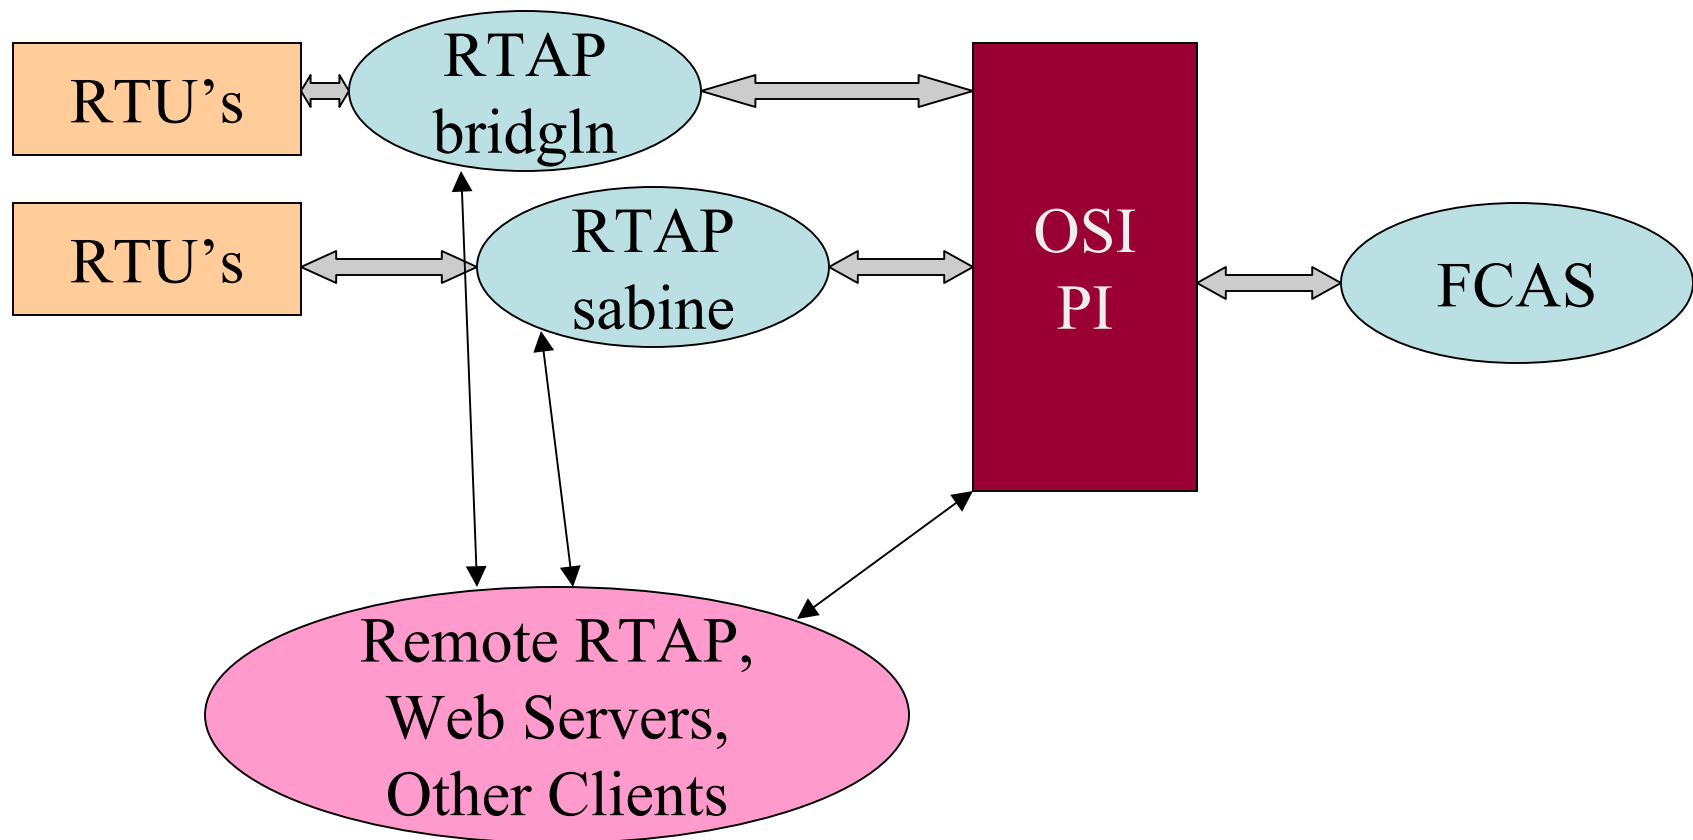 RTU’s
RTAP
bridgln
RTU’s
RTAP
sabine
OSI
PI
FCAS
Remote RTAP,
Web Servers,
Other Clients